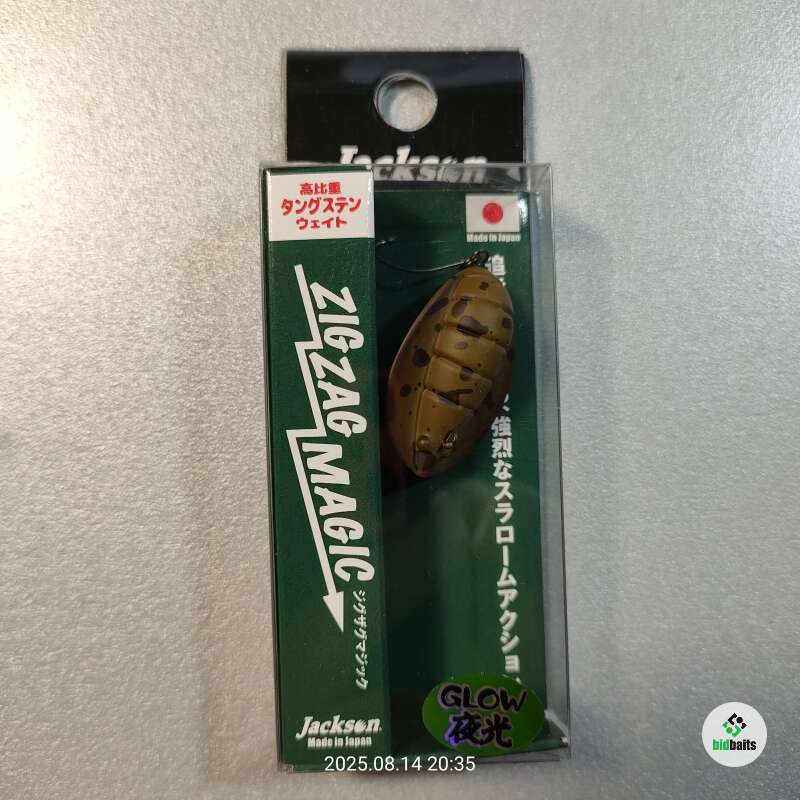 Jackson
高比重
タングステン
ウェイト
Made in Japan
ZIG ZAG MAGIC
ジグザグマジック
追
、強烈なスラロームアクション
Jackson
Made in Japan
GLOW
夜光
2025.08.14 20:35
bidbaits